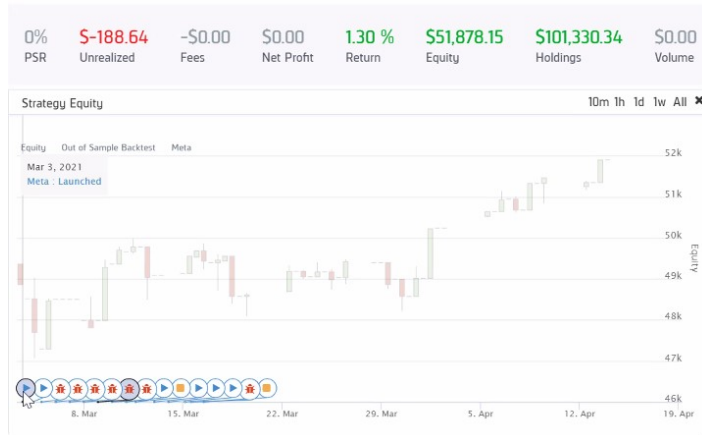 0% $-188.64 -$0.00 $0.00 1.30 % $51,878.15 $101,330.34 $0.00
PSR Unrealized Fees Net Profit Return Equity Holdings Volume
Strategy Equity 10m 1h 1d 1w All ×
Equity Out of Sample Backtest Meta
Mar 3, 2021
Meta : Launched
52k
51k
50k
49k
48k
47k
46k
Equity
8. Mar 15. Mar 22. Mar 29. Mar 5. Apr 12. Apr 19. Apr